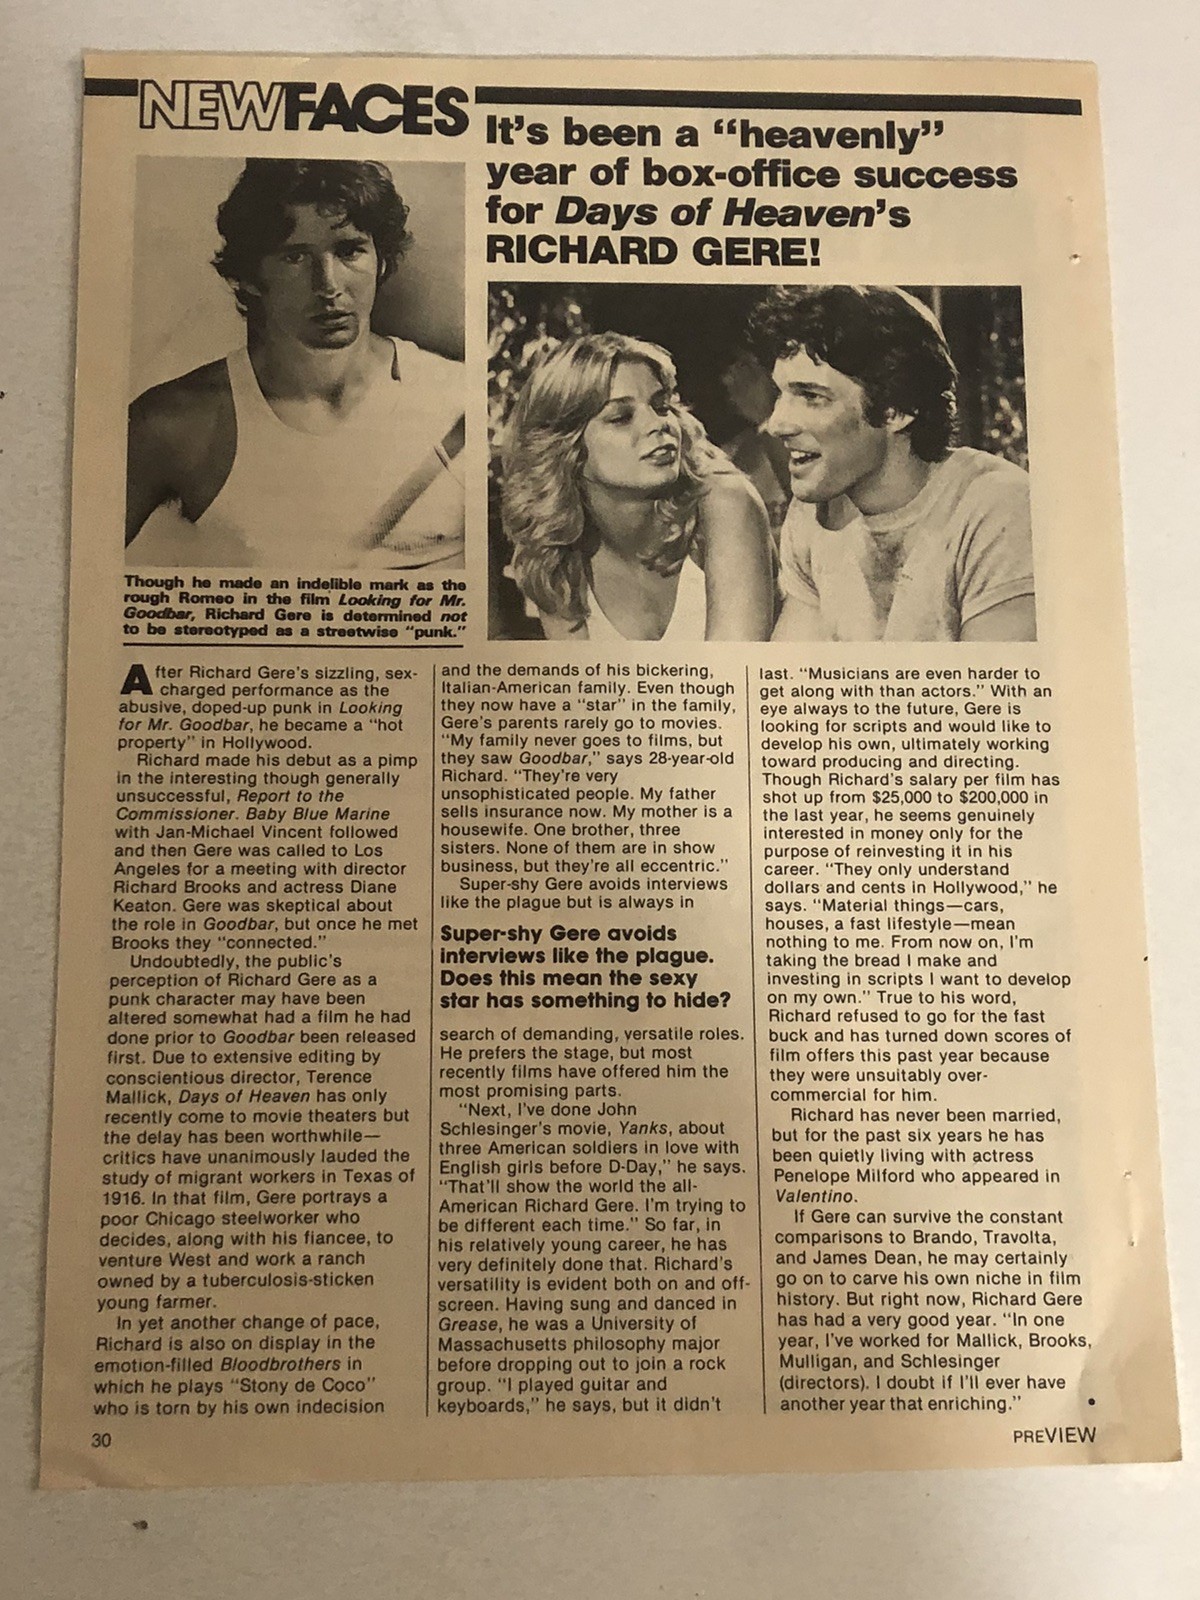 NEWFACES
It's been a “heavenly”
year of box-office success
for Days of Heaven's
RICHARD GERE!
Though he made an indelible mark as the
rough Romeo in the film Looking for Mr.
Goodbar, Richard Gere is determined not
to be stereotyped as a streetwise “punk.”
After Richard Gere's sizzling, sex-
charged performance as the
abusive, doped-up punk in Looking
for Mr. Goodbar, he became a “hot
property” in Hollywood.
Richard made his debut as a pimp
in the interesting though generally
unsuccessful, Report to the
Commissioner. Baby Blue Marine
with Jan-Michael Vincent followed
and then Gere was called to Los
Angeles for a meeting with director
Richard Brooks and actress Diane
Keaton. Gere was skeptical about
the role in Goodbar, but once he met
Brooks they “connected.”
Undoubtedly, the public's
perception of Richard Gere as a
punk character may have been
altered somewhat had a film he had
done prior to Goodbar been released
first. Due to extensive editing by
conscientious director, Terence
Mallick, Days of Heaven has only
recently come to movie theaters but
the delay has been worthwhile—
critics have unanimously lauded the
study of migrant workers in Texas of
1916. In that film, Gere portrays a
poor Chicago steelworker who
decides, along with his fiancee, to
venture West and work a ranch
owned by a tuberculosis-sticken
young farmer.
In yet another change of pace,
Richard is also on display in the
emotion-filled Bloodbrothers in
which he plays “Stony de Coco”
who is torn by his own indecision
and the demands of his bickering,
Italian-American family. Even though
they now have a “star” in the family,
Gere's parents rarely go to movies.
“My family never goes to films, but
they saw Goodbar,” says 28-year-old
Richard. “They're very
unsophisticated people. My father
sells insurance now. My mother is a
housewife. One brother, three
sisters. None of them are in show
business, but they're all eccentric.”
Super-shy Gere avoids interviews
like the plague but is always in
Super-shy Gere avoids
interviews like the plague.
Does this mean the sexy
star has something to hide?
search of demanding, versatile roles.
He prefers the stage, but most
recently films have offered him the
most promising parts.
“Next, I've done John
Schlesinger's movie, Yanks, about
three American soldiers in love with
English girls before D-Day,” he says.
“That'll show the world the all-
American Richard Gere. I'm trying to
be different each time.” So far, in
his relatively young career, he has
very definitely done that. Richard's
versatility is evident both on and off-
screen. Having sung and danced in
Grease, he was a University of
Massachusetts philosophy major
before dropping out to join a rock
group. “I played guitar and
keyboards,” he says, but it didn't
last. “Musicians are even harder to
get along with than actors.” With an
eye always to the future, Gere is
looking for scripts and would like to
develop his own, ultimately working
toward producing and directing.
Though Richard's salary per film has
shot up from $25,000 to $200,000 in
the last year, he seems genuinely
interested in money only for the
purpose of reinvesting it in his
career. “They only understand
dollars and cents in Hollywood,” he
says. “Material things—cars,
houses, a fast lifestyle—mean
nothing to me. From now on, I'm
taking the bread I make and
investing in scripts I want to develop
on my own.” True to his word,
Richard refused to go for the fast
buck and has turned down scores of
film offers this past year because
they were unsuitably over-
commercial for him.
Richard has never been married,
but for the past six years he has
been quietly living with actress
Penelope Milford who appeared in
Valentino.
If Gere can survive the constant
comparisons to Brando, Travolta,
and James Dean, he may certainly
go on to carve his own niche in film
history. But right now, Richard Gere
has had a very good year. “In one
year, I've worked for Mallick, Brooks,
Mulligan, and Schlesinger
(directors). I doubt if I'll ever have
another year that enriching.” •
30
PREVIEW